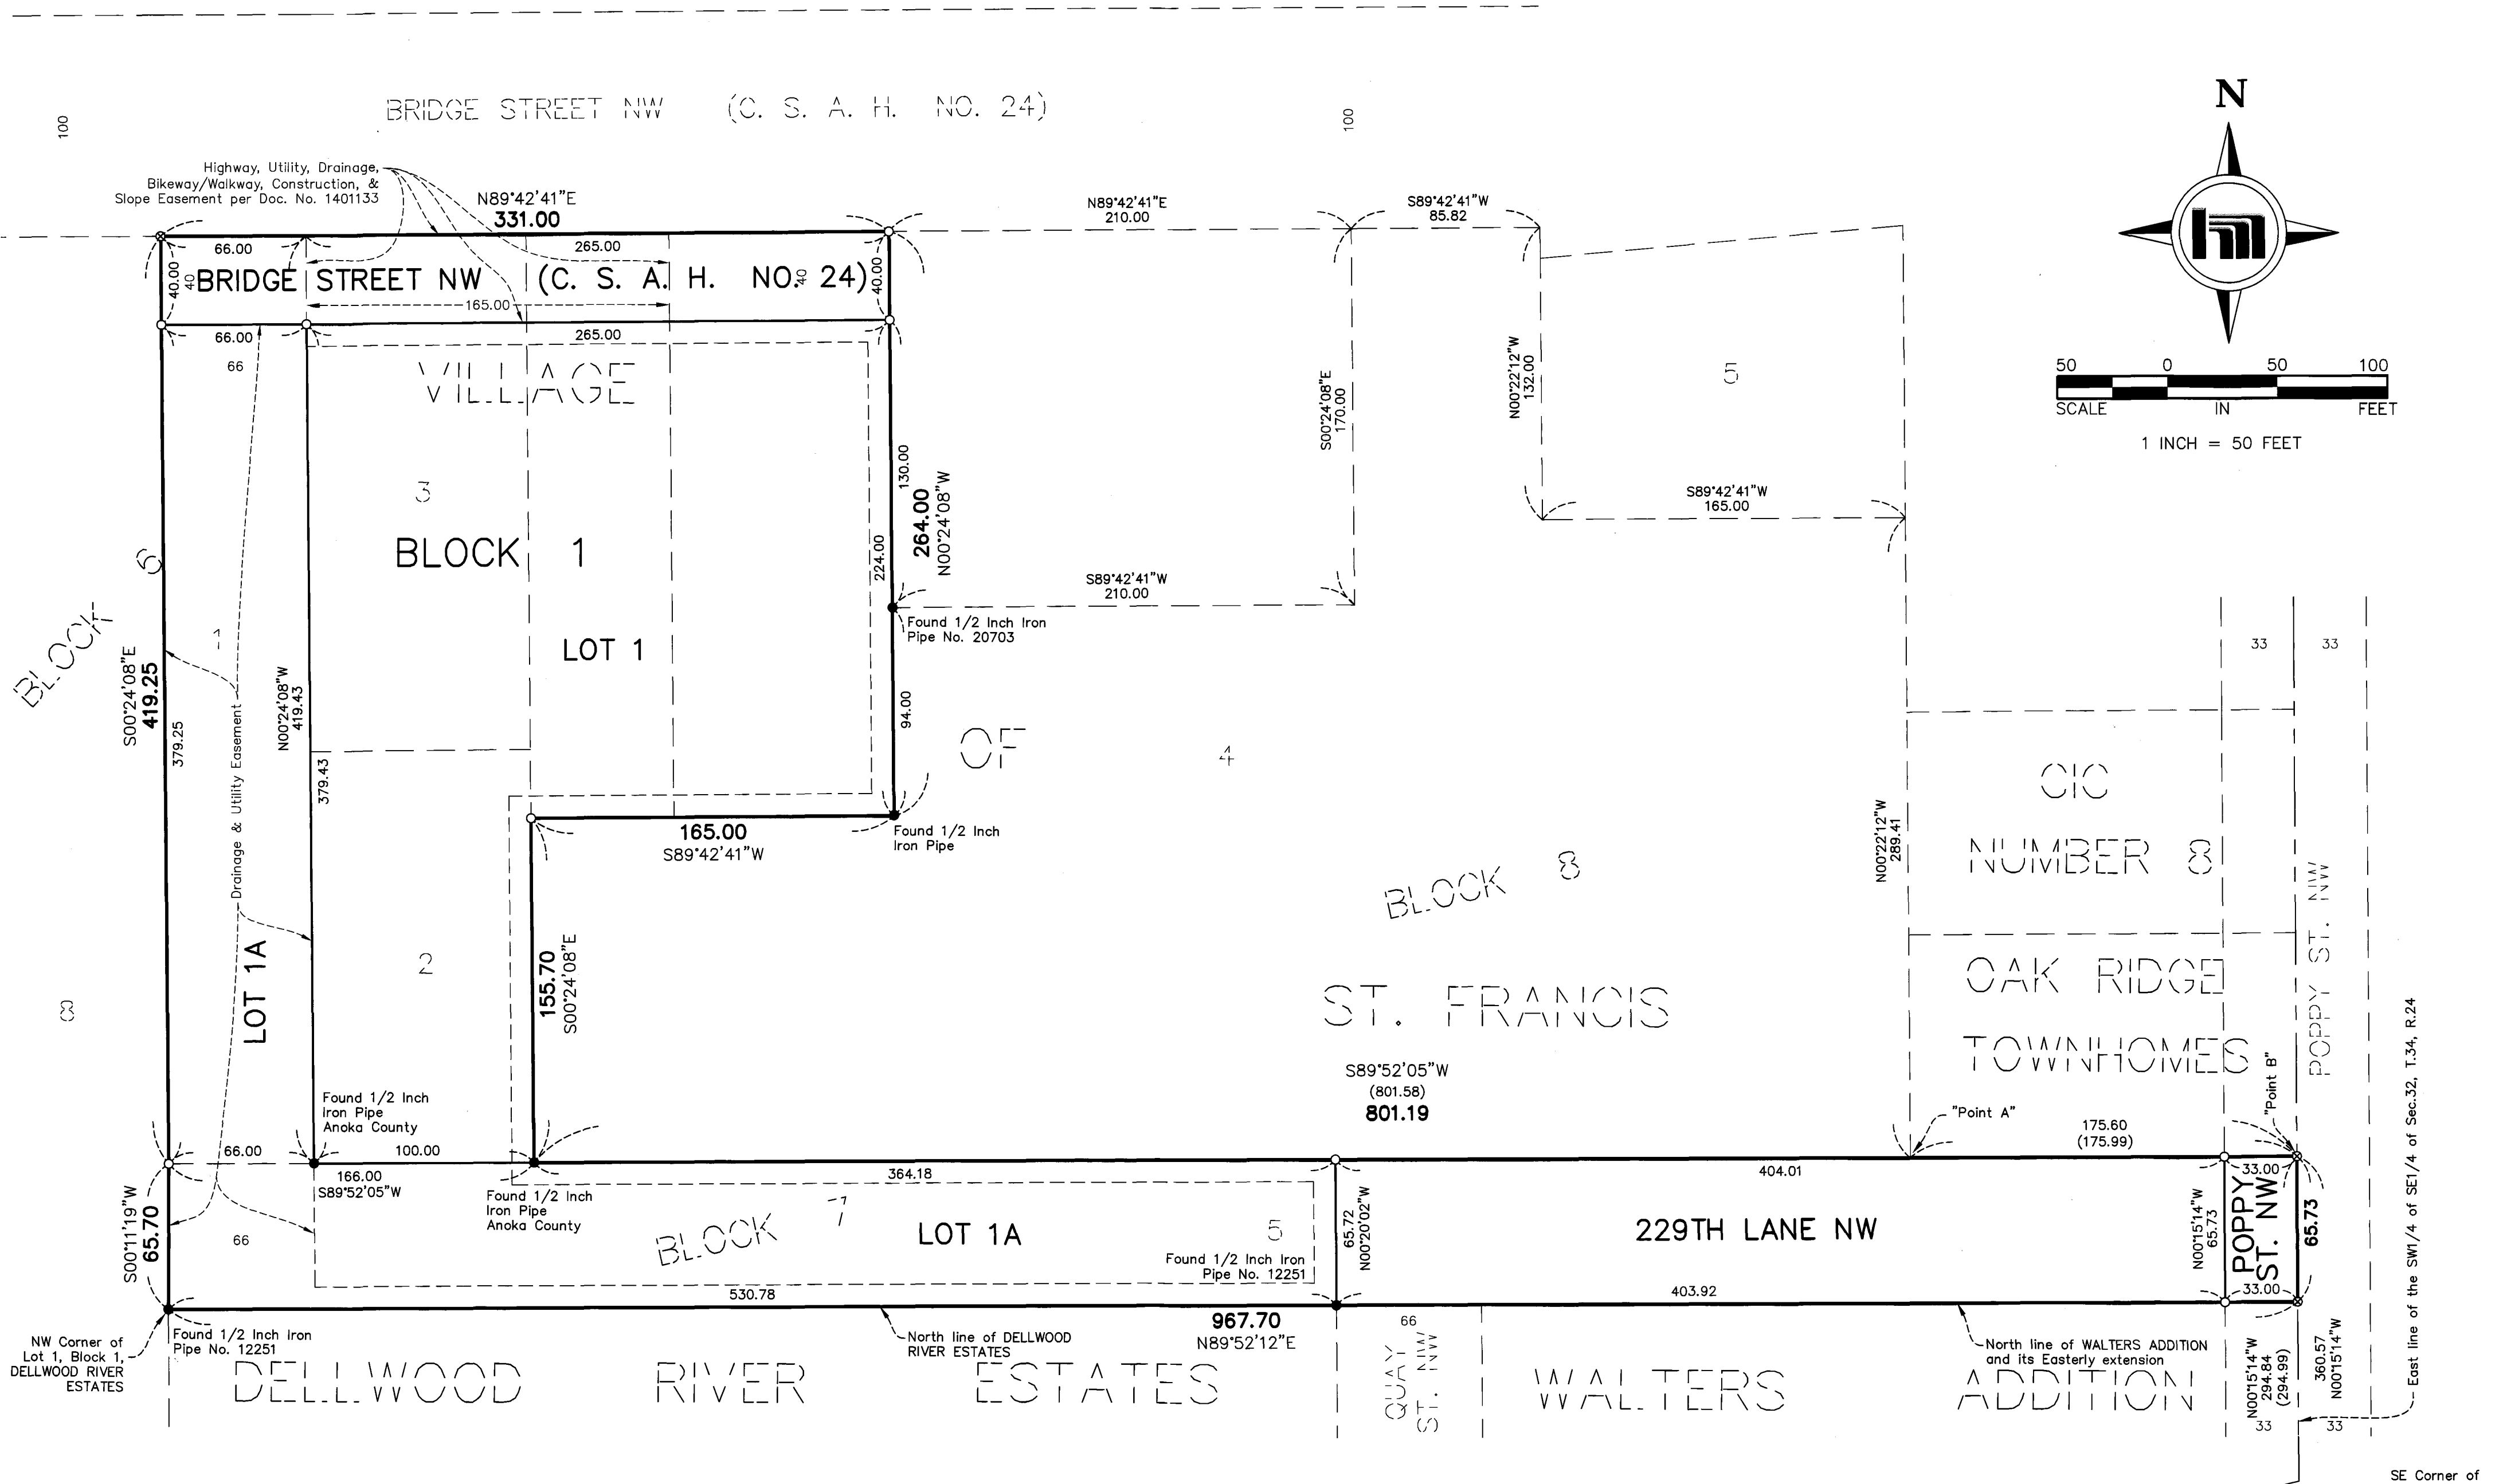 BRIDGE STREET NW (C. S. A. H. NO. 24)
100
100
N
Highway, Utility, Drainage,
Bikeway/Walkway, Construction, &
Slope Easement per Doc. No. 1401133
N89°42'41"E
331.00
N89°42'41"E
210.00
S89°42'41"W
85.82
66.00
265.00
40.00
40
BRIDGE STREET NW (C. S. A. H. NO. 24)
40
40.00
165.00
66.00
265.00
66
VILLAGE
50 0 50 100
SCALE IN FEET
1 INCH = 50 FEET
S00°24'08"E
170.00
N00°22'12"W
132.00
5
3
130.00
264.00
N00°24'08"W
224.00
S89°42'41"W
165.00
BLOCK 1
BLOCK 6
S89°42'41"W
210.00
Found 1/2 Inch Iron
Pipe No. 20703
1
LOT 1
33
33
S00°24'08"E
419.25
379.25
Drainage & Utility Easement
N00°24'08"W
419.43
379.43
94.00
OF
4
CIC
NUMBER 8
165.00
S89°42'41"W
Found 1/2 Inch
Iron Pipe
N00°22'12"W
289.41
BLOCK 8
POPPY ST. NW
8
LOT 1A
2
155.70
S00°24'08"E
ST. FRANCIS
OAK RIDGE
TOWNHOMES
S89°52'05"W
(801.58)
801.19
"Point A"
"Point B"
East line of the SW1/4 of SE1/4 of Sec.32, T.34, R.24
Found 1/2 Inch
Iron Pipe
Anoka County
175.60
(175.99)
66.00
100.00
166.00
S89°52'05"W
364.18
404.01
33.00
Found 1/2 Inch
Iron Pipe
Anoka County
S00°11'19"W
65.70
66
BLOCK 7
LOT 1A
5
65.72
N00°20'02"W
229TH LANE NW
N00°15'14"W
65.73
POPPY
ST. NW
65.73
Found 1/2 Inch Iron
Pipe No. 12251
530.78
403.92
33.00
967.70
N89°52'12"E
66
NW Corner of
Lot 1, Block 1,
DELLWOOD RIVER
ESTATES
Found 1/2 Inch Iron
Pipe No. 12251
North line of DELLWOOD
RIVER ESTATES
North line of WALTERS ADDITION
and its Easterly extension
DELLWOOD RIVER ESTATES
QUAY
ST. NW
WALTERS ADDITION
N00°15'14"W
294.84
(294.99)
360.57
N00°15'14"W
33
33
SE Corner of